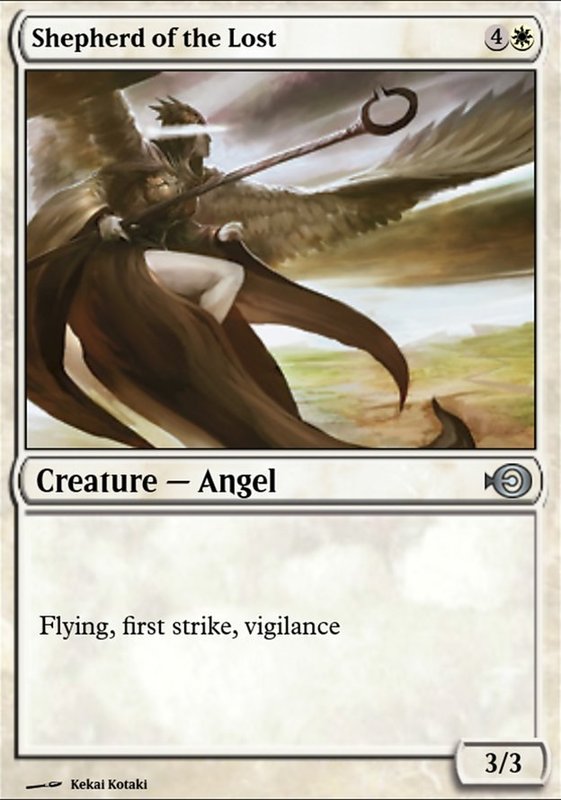 Shepherd of the Lost 4
Creature — Angel
Flying, first strike, vigilance
3/3
Kekai Kotaki